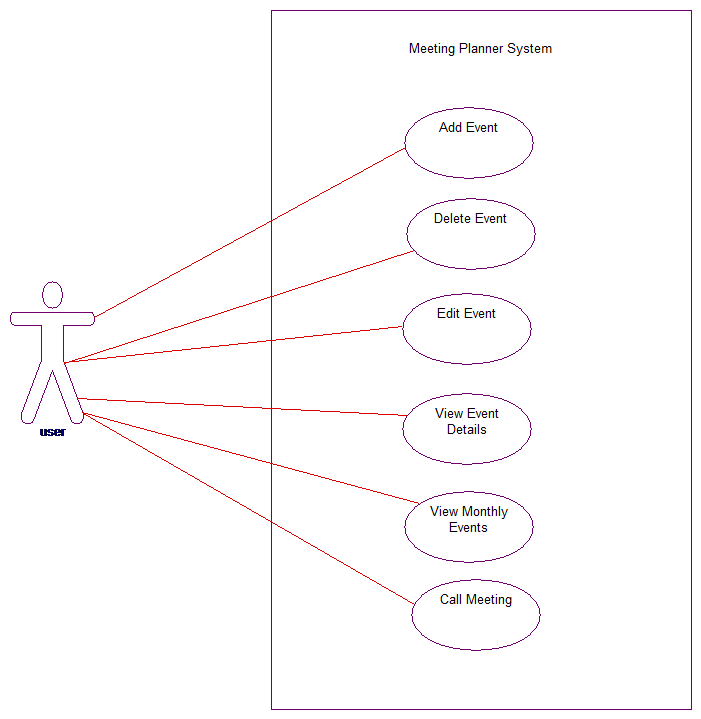 Meeting Planner System
Add Event
Delete Event
Edit Event
View Event
Details
View Monthly
Events
Call Meeting
user